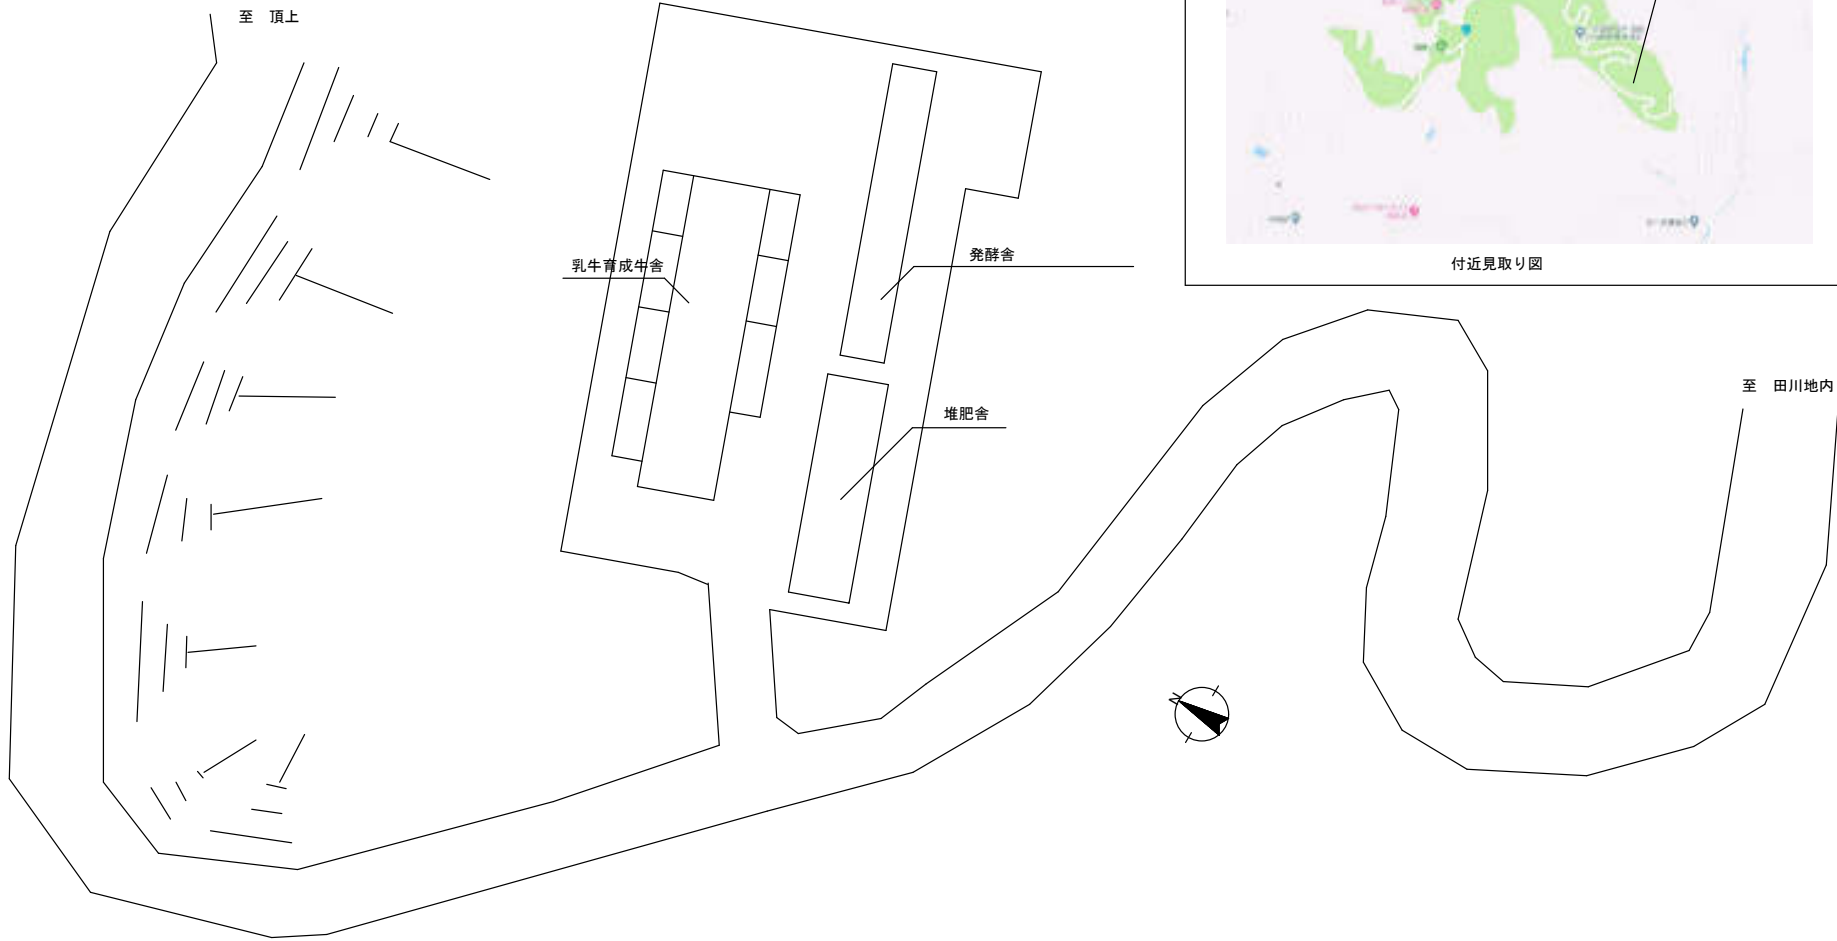 至　頂上
乳牛育成牛舎
発酵舎
付近見取り図
至　田川地内
堆肥舎
N